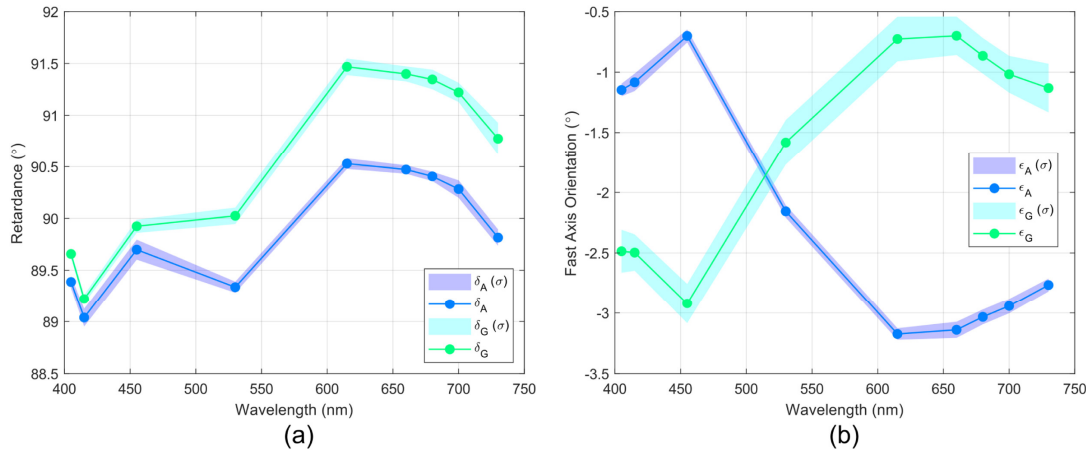 92
91.5
91
90.5
90
89.5
89
88.5
Retardance (°)
400 450 500 550 600 650 700 750
Wavelength (nm)
δA (σ)
δA
δG (σ)
δG
(a)
-0.5
-1
-1.5
-2
-2.5
-3
-3.5
Fast Axis Orientation (°)
400 450 500 550 600 650 700 750
Wavelength (nm)
ϵA (σ)
ϵA
ϵG (σ)
ϵG
(b)